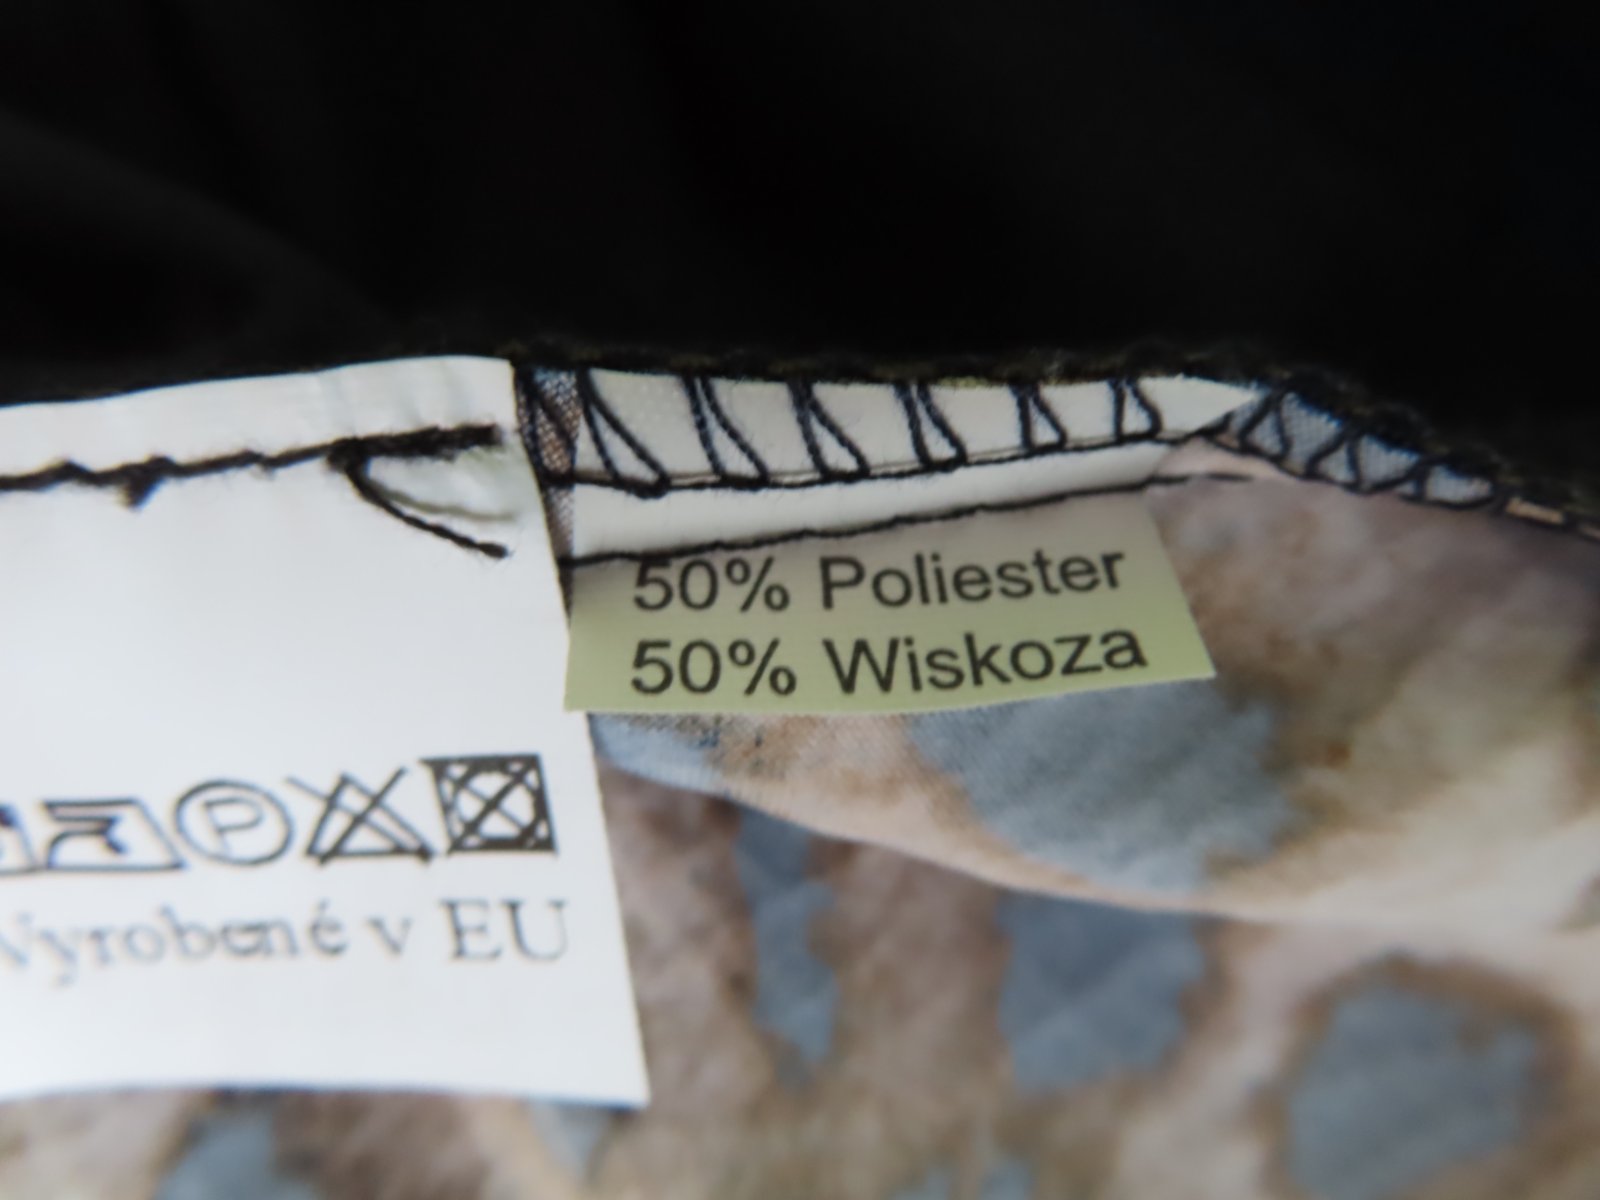 50% Poliester
50% Wiskoza
P
Vyrobené v EU